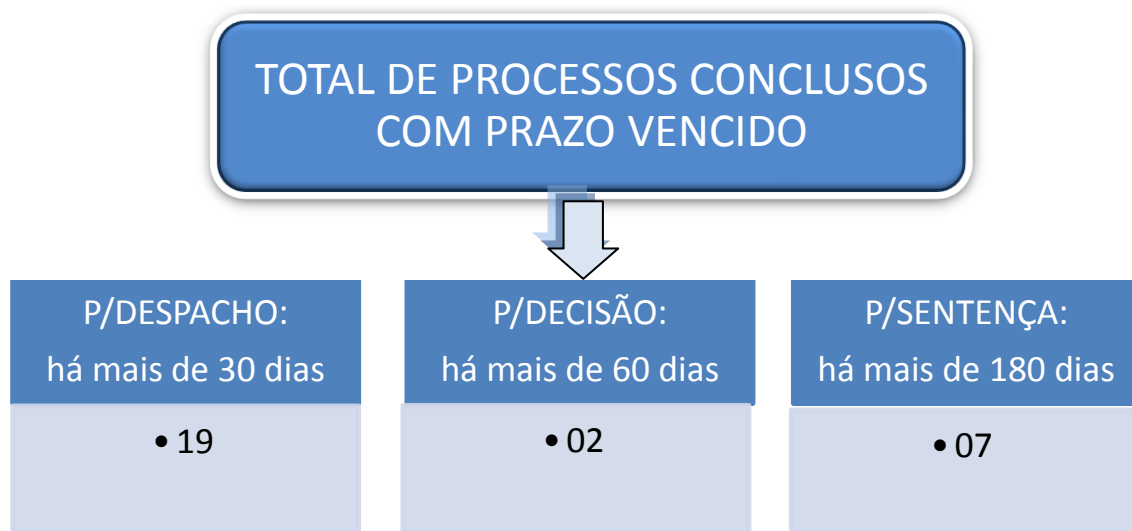 TOTAL DE PROCESSOS CONCLUSOS
COM PRAZO VENCIDO
P/DESPACHO:
há mais de 30 dias
• 19
P/DECISÃO:
há mais de 60 dias
• 02
P/SENTENÇA:
há mais de 180 dias
• 07